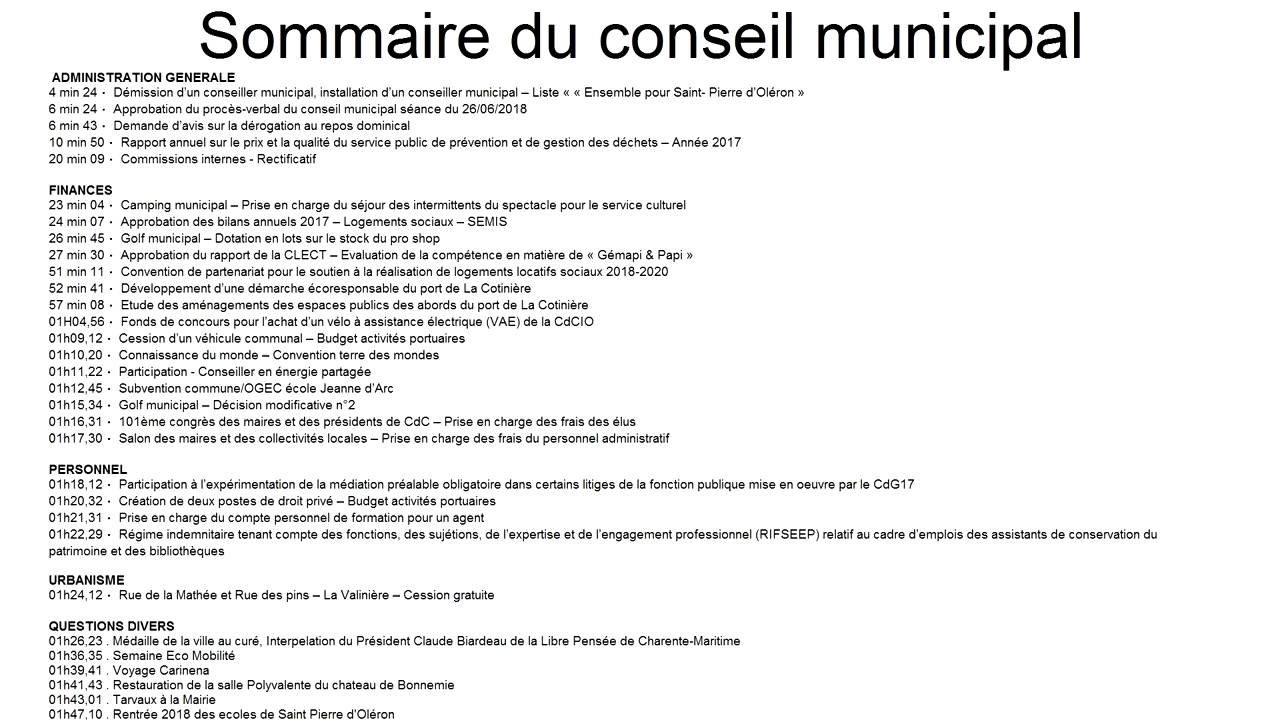 Sommaire du conseil municipal
ADMINISTRATION GENERALE
4 min 24 · Démission d'un conseiller municipal, installation d'un conseiller municipal – Liste « « Ensemble pour Saint- Pierre d'Oléron »
6 min 24 · Approbation du procès-verbal du conseil municipal séance du 26/06/2018
6 min 43 · Demande d'avis sur la dérogation au repos dominical
10 min 50 · Rapport annuel sur le prix et la qualité du service public de prévention et de gestion des déchets – Année 2017
20 min 09 · Commissions internes - Rectificatif
FINANCES
23 min 04 · Camping municipal – Prise en charge du séjour des intermittents du spectacle pour le service culturel
24 min 07 · Approbation des bilans annuels 2017 – Logements sociaux – SEMIS
26 min 45 · Golf municipal – Dotation en lots sur le stock du pro shop
27 min 30 · Approbation du rapport de la CLECT – Evaluation de la compétence en matière de « Gémapi & Papi »
51 min 11 · Convention de partenariat pour le soutien à la réalisation de logements locatifs sociaux 2018-2020
52 min 41 · Développement d'une démarche écoresponsable du port de La Cotinière
57 min 08 · Etude des aménagements des espaces publics des abords du port de La Cotinière
01H04,56 · Fonds de concours pour l'achat d'un vélo à assistance électrique (VAE) de la CdCIO
01h09,12 · Cession d'un véhicule communal – Budget activités portuaires
01h10,20 · Connaissance du monde – Convention terre des mondes
01h11,22 · Participation - Conseiller en énergie partagée
01h12,45 · Subvention commune/OGEC école Jeanne d'Arc
01h15,34 · Golf municipal – Décision modificative n°2
01h16,31 · 101ème congrès des maires et des présidents de CdC – Prise en charge des frais des élus
01h17,30 · Salon des maires et des collectivités locales – Prise en charge des frais du personnel administratif
PERSONNEL
01h18,12 · Participation à l'expérimentation de la médiation préalable obligatoire dans certains litiges de la fonction publique mise en oeuvre par le CdG17
01h20,32 · Création de deux postes de droit privé – Budget activités portuaires
01h21,31 · Prise en charge du compte personnel de formation pour un agent
01h22,29 · Régime indemnitaire tenant compte des fonctions, des sujétions, de l'expertise et de l'engagement professionnel (RIFSEEP) relatif au cadre d'emplois des assistants de conservation du
patrimoine et des bibliothèques
URBANISME
01h24,12 · Rue de la Mathée et Rue des pins – La Valinière – Cession gratuite
QUESTIONS DIVERS
01h26,23 . Médaille de la ville au curé, Interpelation du Président Claude Biardeau de la Libre Pensée de Charente-Maritime
01h36,35 . Semaine Eco Mobilité
01h39,41 . Voyage Carinena
01h41,43 . Restauration de la salle Polyvalente du chateau de Bonnemie
01h43,01 . Tarvaux à la Mairie
01h47,10 . Rentrée 2018 des ecoles de Saint Pierre d'Oléron